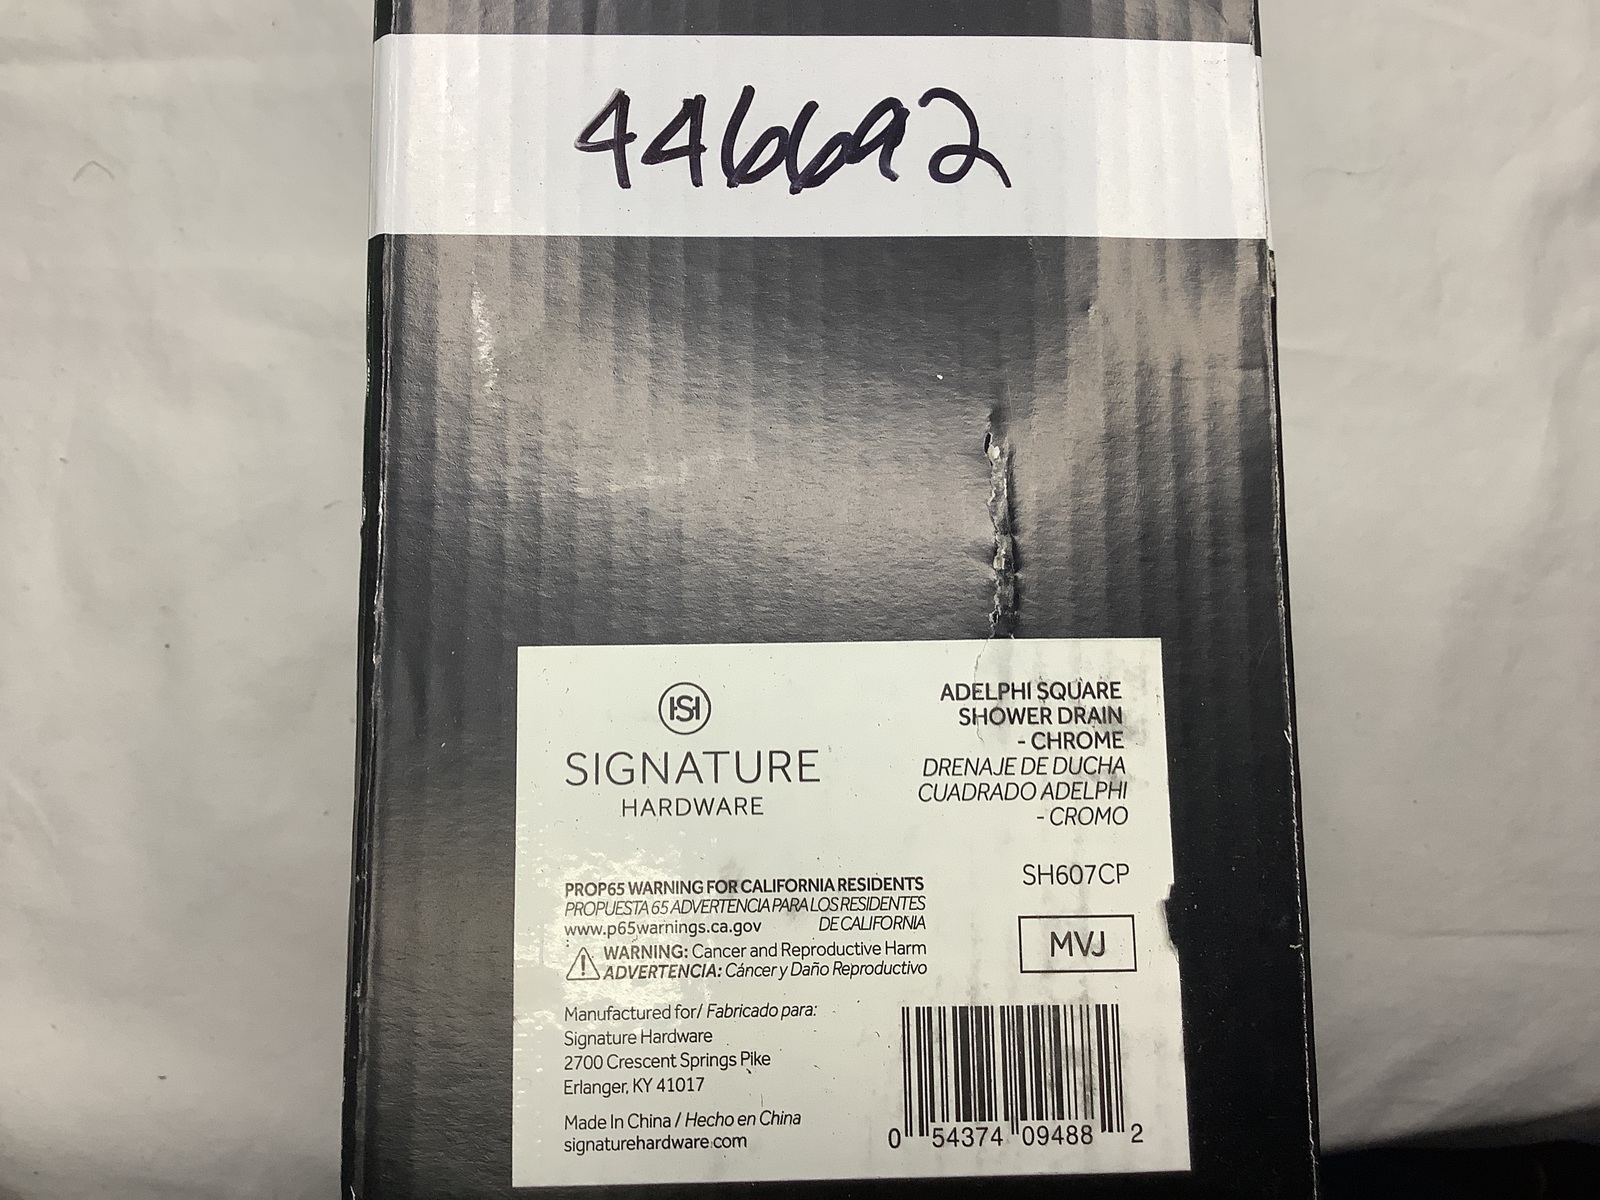 446692
SH
SIGNATURE
HARDWARE
ADELPHI SQUARE
SHOWER DRAIN
- CHROME
DRENAJE DE DUCHA
CUADRADO ADELPHI
- CROMO
SH607CP
MVJ
PROP65 WARNING FOR CALIFORNIA RESIDENTS
PROPUESTA 65 ADVERTENCIA PARA LOS RESIDENTES
www.p65warnings.ca.gov DE CALIFORNIA
WARNING: Cancer and Reproductive Harm
ADVERTENCIA: Cáncer y Daño Reproductivo
Manufactured for/ Fabricado para:
Signature Hardware
2700 Crescent Springs Pike
Erlanger, KY 41017
Made In China / Hecho en China
signaturehardware.com
0 54374 09488 2